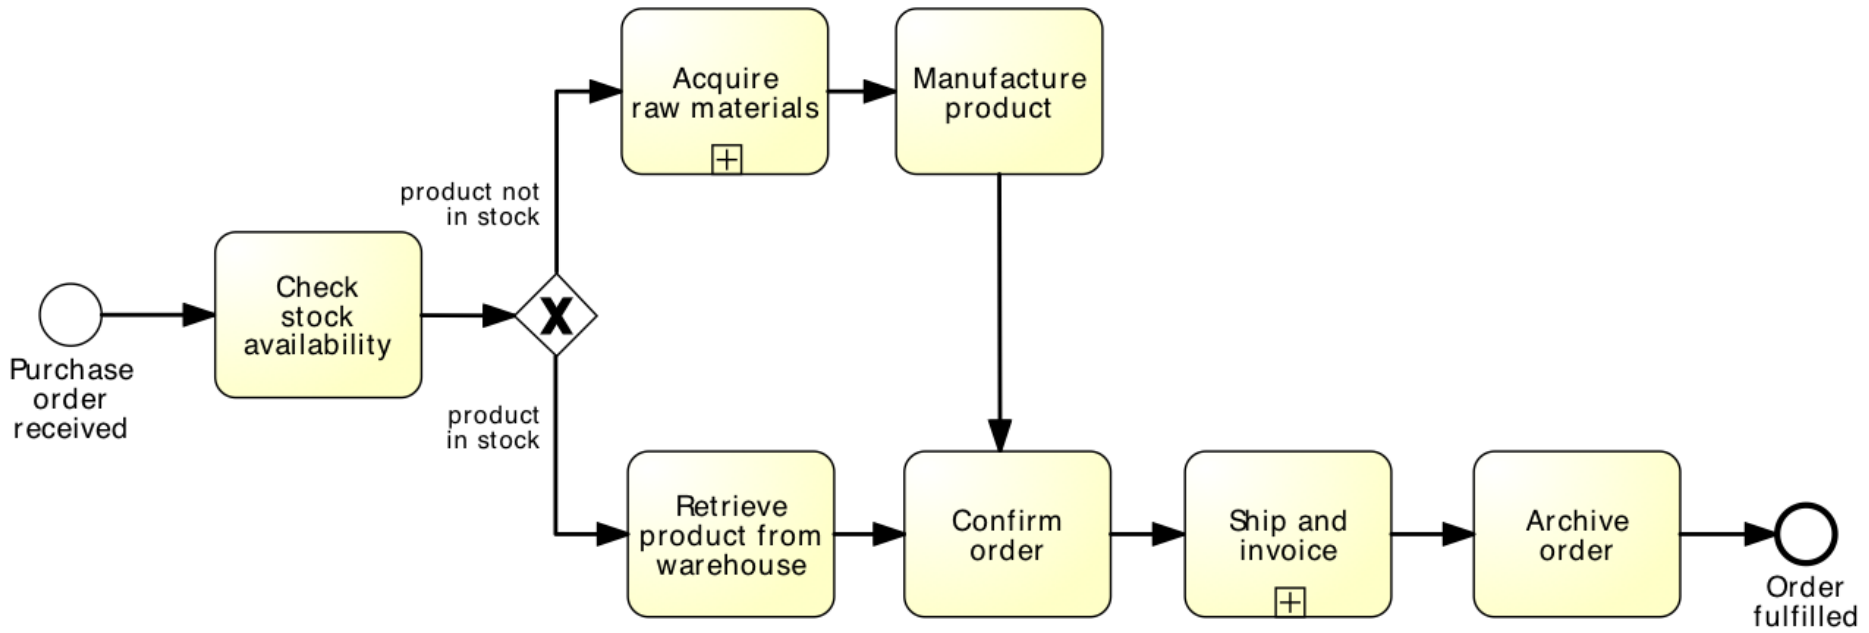 Acquire
raw materials
Manufacture
product
product not
in stock
Check
stock
availability
X
Purchase
order
received
product
in stock
Retrieve
product from
warehouse
Confirm
order
Ship and
invoice
Archive
order
Order
fulfilled